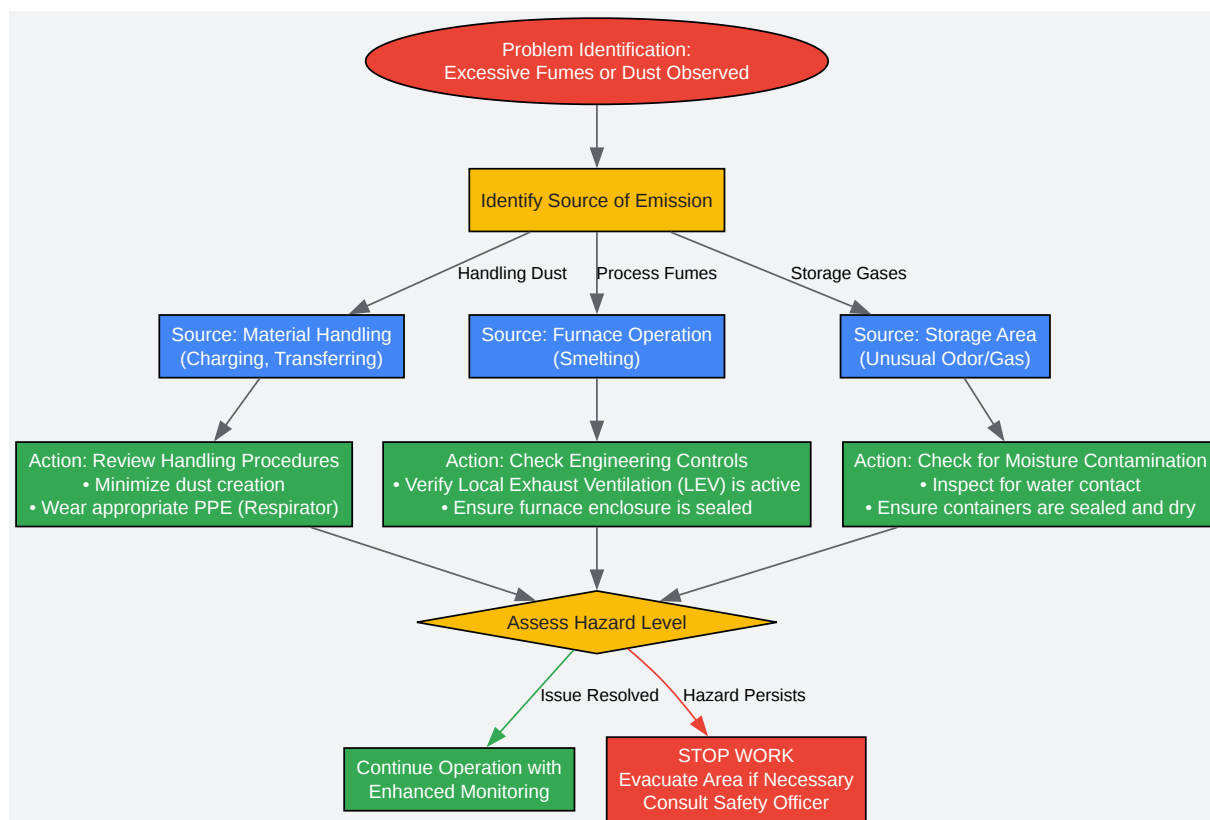 Problem Identification:
Excessive Fumes or Dust Observed
Identify Source of Emission
Handling Dust
Process Fumes
Storage Gases
Source: Material Handling
(Charging, Transferring)
Source: Furnace Operation
(Smelting)
Source: Storage Area
(Unusual Odor/Gas)
Action: Review Handling Procedures
• Minimize dust creation
• Wear appropriate PPE (Respirator)
Action: Check Engineering Controls
• Verify Local Exhaust Ventilation (LEV) is active
• Ensure furnace enclosure is sealed
Action: Check for Moisture Contamination
• Inspect for water contact
• Ensure containers are sealed and dry
Assess Hazard Level
Issue Resolved
Hazard Persists
Continue Operation with
Enhanced Monitoring
STOP WORK
Evacuate Area if Necessary
Consult Safety Officer